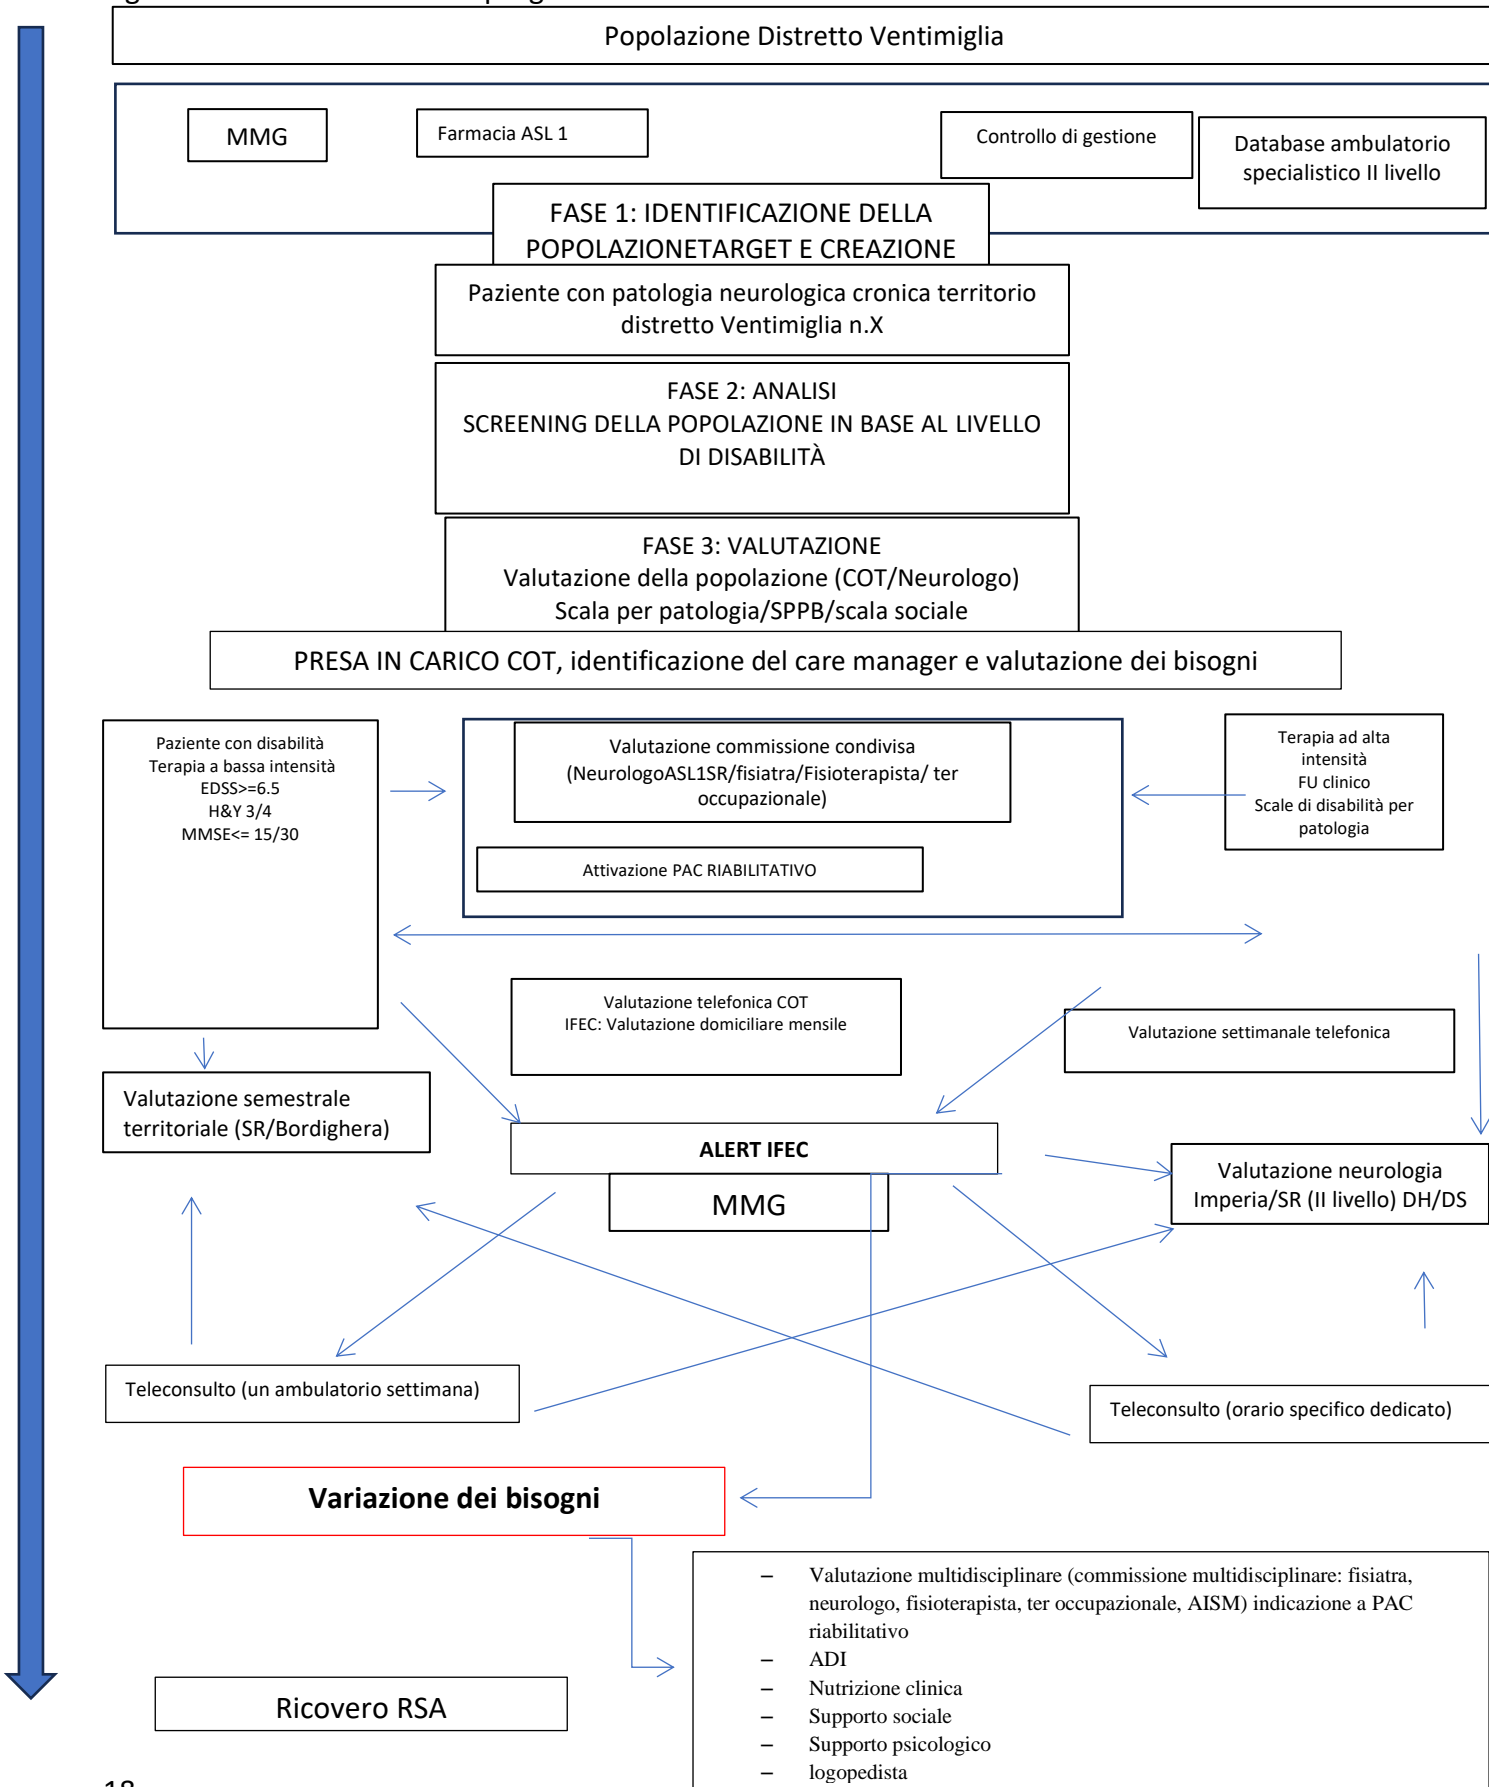 Popolazione Distretto Ventimiglia
MMG
Farmacia ASL 1
Controllo di gestione
Database ambulatorio
specialistico II livello
FASE 1: IDENTIFICAZIONE DELLA
POPOLAZIONETARGET E CREAZIONE
Paziente con patologia neurologica cronica territorio
distretto Ventimiglia n.X
FASE 2: ANALISI
SCREENING DELLA POPOLAZIONE IN BASE AL LIVELLO
DI DISABILITÀ
FASE 3: VALUTAZIONE
Valutazione della popolazione (COT/Neurologo)
Scala per patologia/SPPB/scala sociale
PRESA IN CARICO COT, identificazione del care manager e valutazione dei bisogni
Paziente con disabilità
Terapia a bassa intensità
EDSS>=6.5
H&Y 3/4
MMSE<= 15/30
Valutazione commissione condivisa
(NeurologoASL1SR/fisiatra/Fisioterapista/ ter
occupazionale)
Attivazione PAC RIABILITATIVO
Terapia ad alta
intensità
FU clinico
Scale di disabilità per
patologia
Valutazione telefonica COT
IFEC: Valutazione domiciliare mensile
Valutazione settimanale telefonica
Valutazione semestrale
territoriale (SR/Bordighera)
ALERT IFEC
MMG
Valutazione neurologia
Imperia/SR (II livello) DH/DS
Teleconsulto (un ambulatorio settimana)
Teleconsulto (orario specifico dedicato)
Variazione dei bisogni
– Valutazione multidisciplinare (commissione multidisciplinare: fisiatra,
neurologo, fisioterapista, ter occupazionale, AISM) indicazione a PAC
riabilitativo
– ADI
– Nutrizione clinica
– Supporto sociale
– Supporto psicologico
– logopedista
Ricovero RSA
18